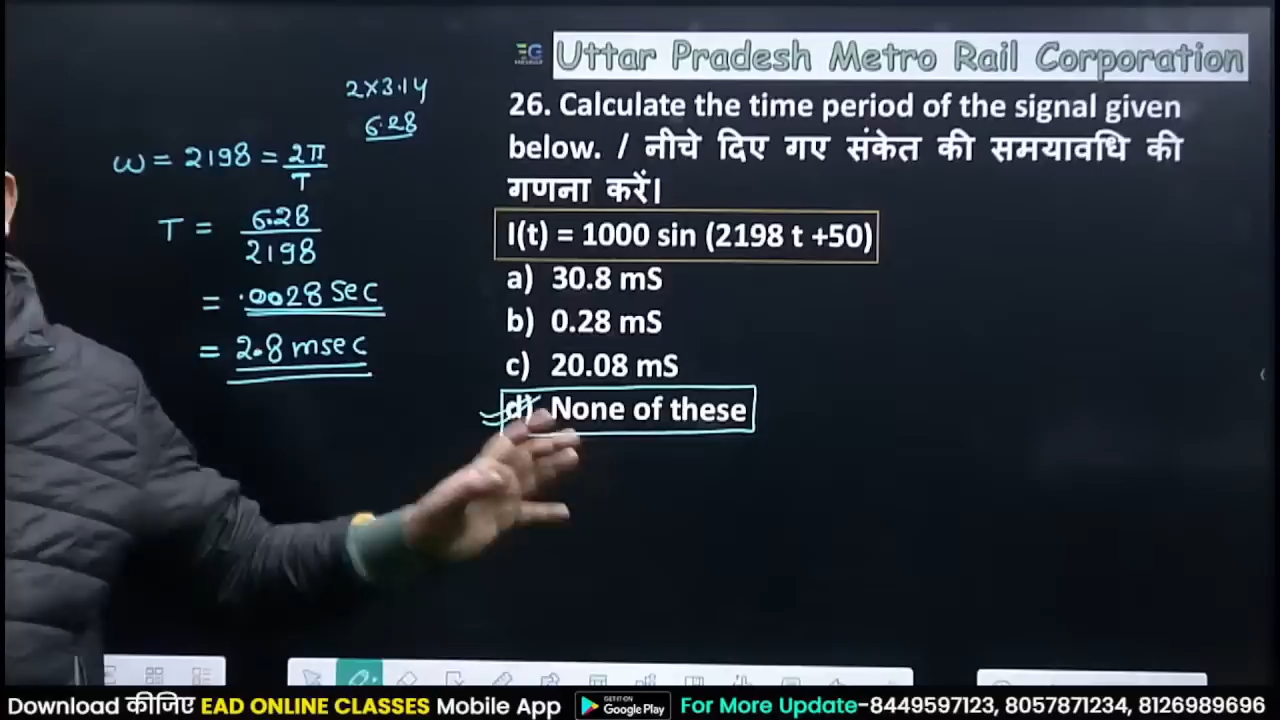 Uttar Pradesh Metro Rail Corporation
2×3.14
6.28
ω = 2198 = 2π/T
T = 6.28/2198
= .0028 sec
= 2.8 msec
26. Calculate the time period of the signal given
below. / नीचे दिए गए संकेत की समयावधि की
गणना करें।
I(t) = 1000 sin (2198 t +50)
a) 30.8 mS
b) 0.28 mS
c) 20.08 mS
d) None of these
Download कीजिए EAD ONLINE CLASSES Mobile App GET IT ON Google Play For More Update-8449597123, 8057871234, 8126989696